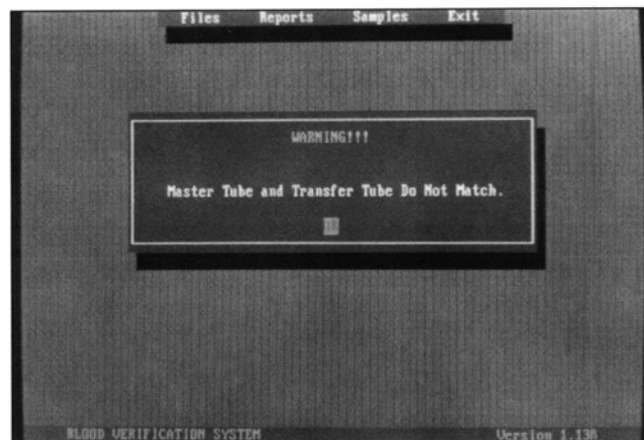 Files Reports Samples Exit
WARNING!!!
Master Tube and Transfer Tube Do Not Match.
BLOOD VERIFICATION SYSTEM Version 1.138